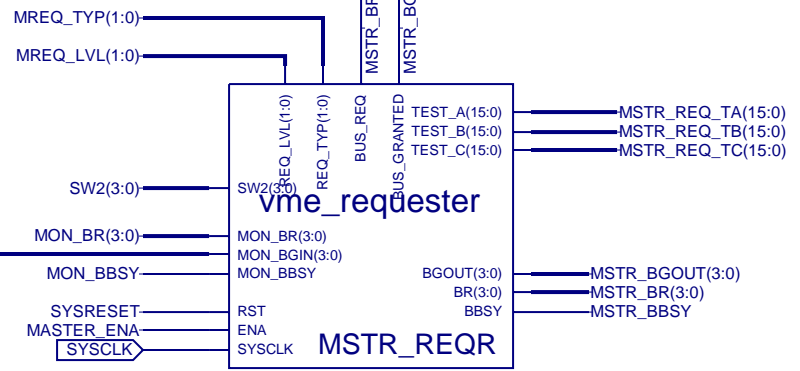 MREQ_TYP(1:0)
MREQ_LVL(1:0)
REQ_LVL(1:0)
REQ_TYP(1:0)
BUS_REQ
BUS_GRANTED
TEST_A(15:0)
MSTR_REQ_TA(15:0)
TEST_B(15:0)
MSTR_REQ_TB(15:0)
TEST_C(15:0)
MSTR_REQ_TC(15:0)
SW2(3:0)
SW2(3:0)
vme_requester
MON_BR(3:0)
MON_BR(3:0)
MON_BGIN(3:0)
MON_BBSY
MON_BBSY
BGOUT(3:0)
MSTR_BGOUT(3:0)
BR(3:0)
MSTR_BR(3:0)
BBSY
MSTR_BBSY
SYSRESET
RST
MASTER_ENA
ENA
SYSCLK
SYSCLK
MSTR_REQR